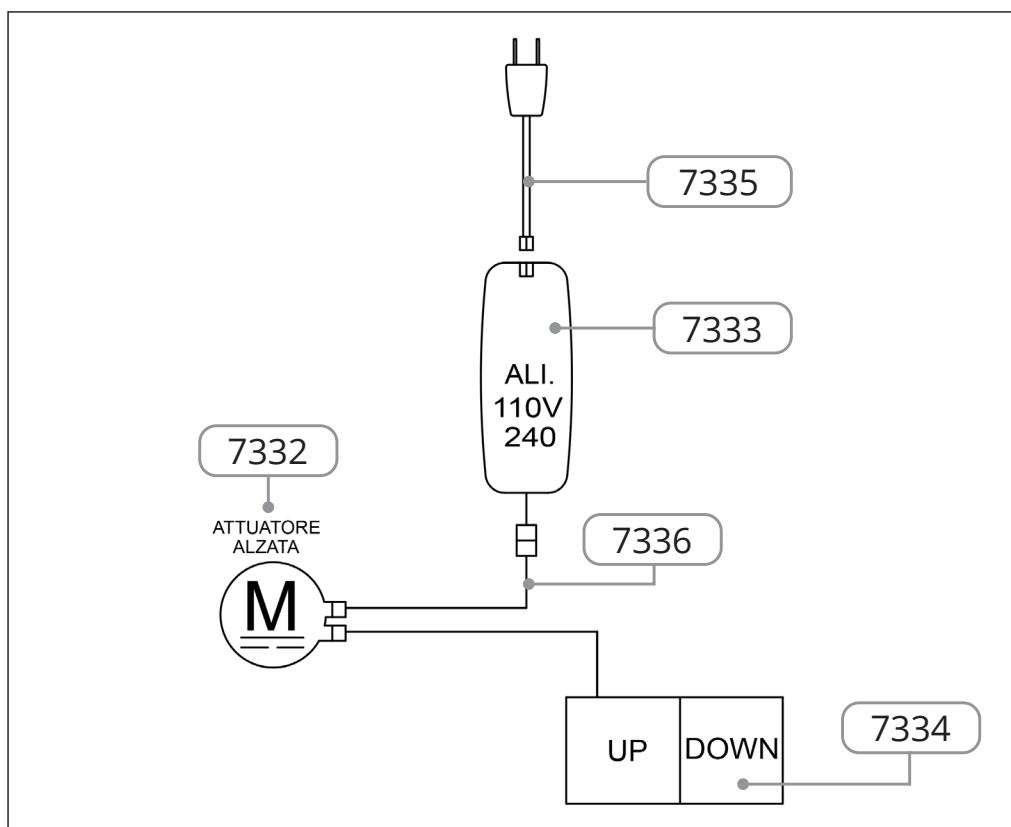 7335
7333
ALI.
110V
240
7332
ATTUATORE
ALZATA
7336
M
7334
UP
DOWN